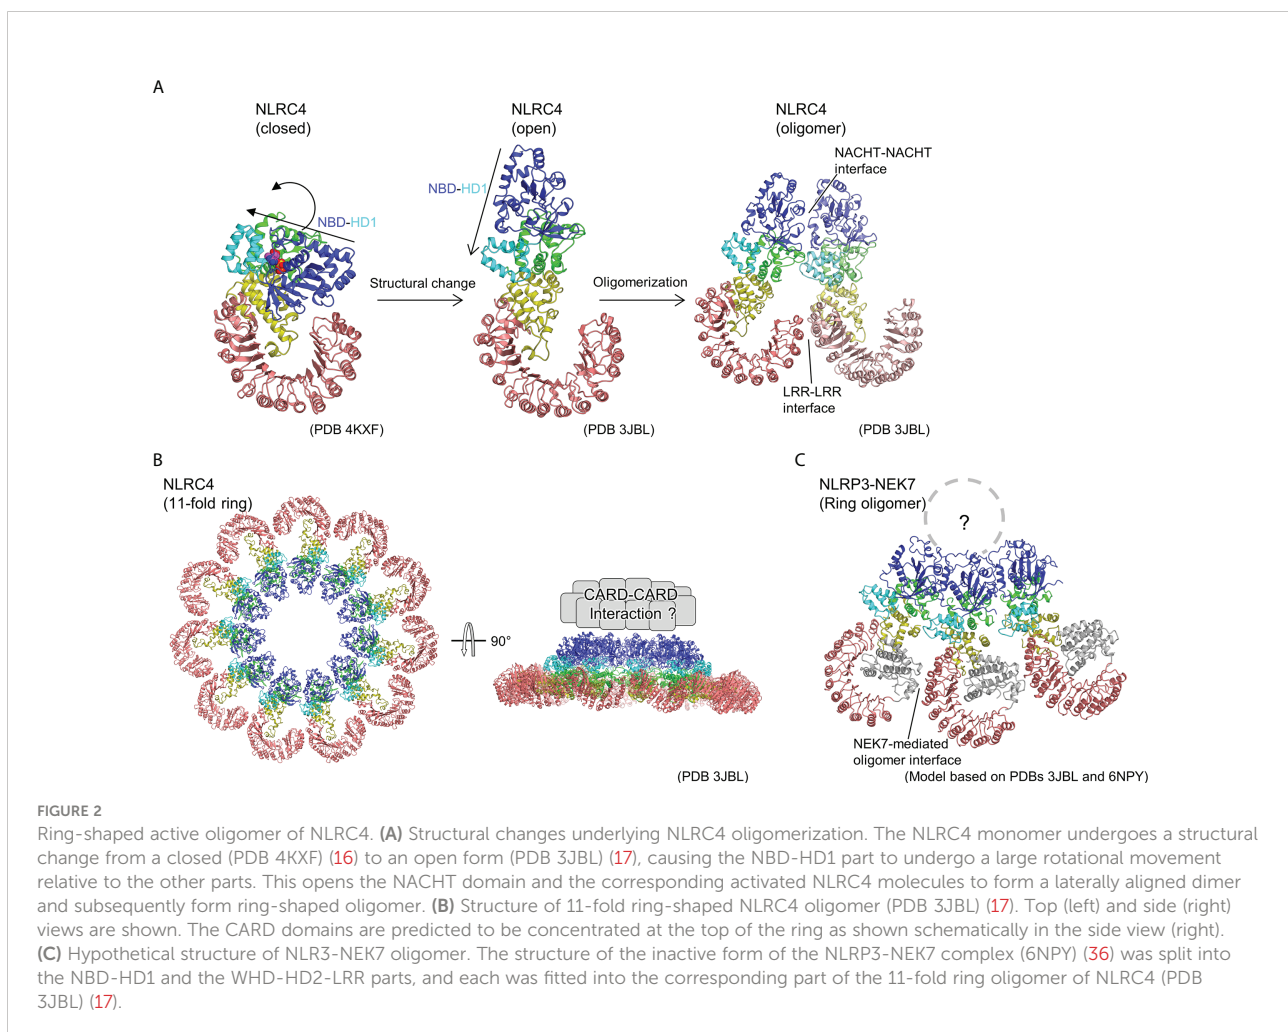 A
NLRC4
(closed)
NBD-HD1
Structural change
(PDB 4KXF)
NLRC4
(open)
NBD-HD1
Oligomerization
(PDB 3JBL)
NLRC4
(oligomer)
NACHT-NACHT
interface
LRR-LRR
interface
(PDB 3JBL)
B
NLRC4
(11-fold ring)
90°
CARD-CARD
Interaction ?
(PDB 3JBL)
C
NLRP3-NEK7
(Ring oligomer)
?
NEK7-mediated
oligomer interface
(Model based on PDBs 3JBL and 6NPY)
FIGURE 2
Ring-shaped active oligomer of NLRC4. (A) Structural changes underlying NLRC4 oligomerization. The NLRC4 monomer undergoes a structural
change from a closed (PDB 4KXF) (16) to an open form (PDB 3JBL) (17), causing the NBD-HD1 part to undergo a large rotational movement
relative to the other parts. This opens the NACHT domain and the corresponding activated NLRC4 molecules to form a laterally aligned dimer
and subsequently form ring-shaped oligomer. (B) Structure of 11-fold ring-shaped NLRC4 oligomer (PDB 3JBL) (17). Top (left) and side (right)
views are shown. The CARD domains are predicted to be concentrated at the top of the ring as shown schematically in the side view (right).
(C) Hypothetical structure of NLR3-NEK7 oligomer. The structure of the inactive form of the NLRP3-NEK7 complex (6NPY) (36) was split into
the NBD-HD1 and the WHD-HD2-LRR parts, and each was fitted into the corresponding part of the 11-fold ring oligomer of NLRC4 (PDB
3JBL) (17).